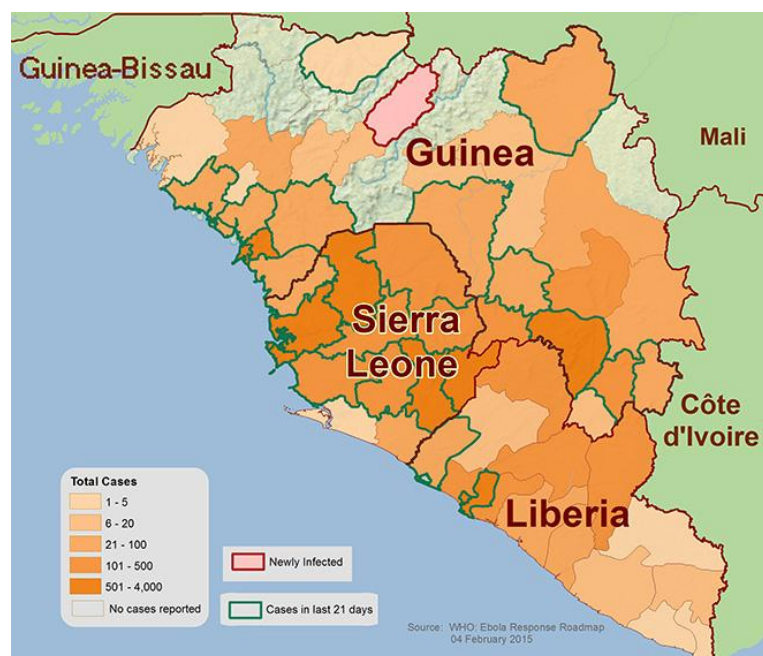 Guinea-Bissau
Mali
Guinea
Sierra
Leone
Côte
d'Ivoire
Liberia
Total Cases
1 - 5
6 - 20
21 - 100
101 - 500
501 - 4,000
No cases reported
Newly Infected
Cases in last 21 days
Source: WHO: Ebola Response Roadmap
04 February 2015